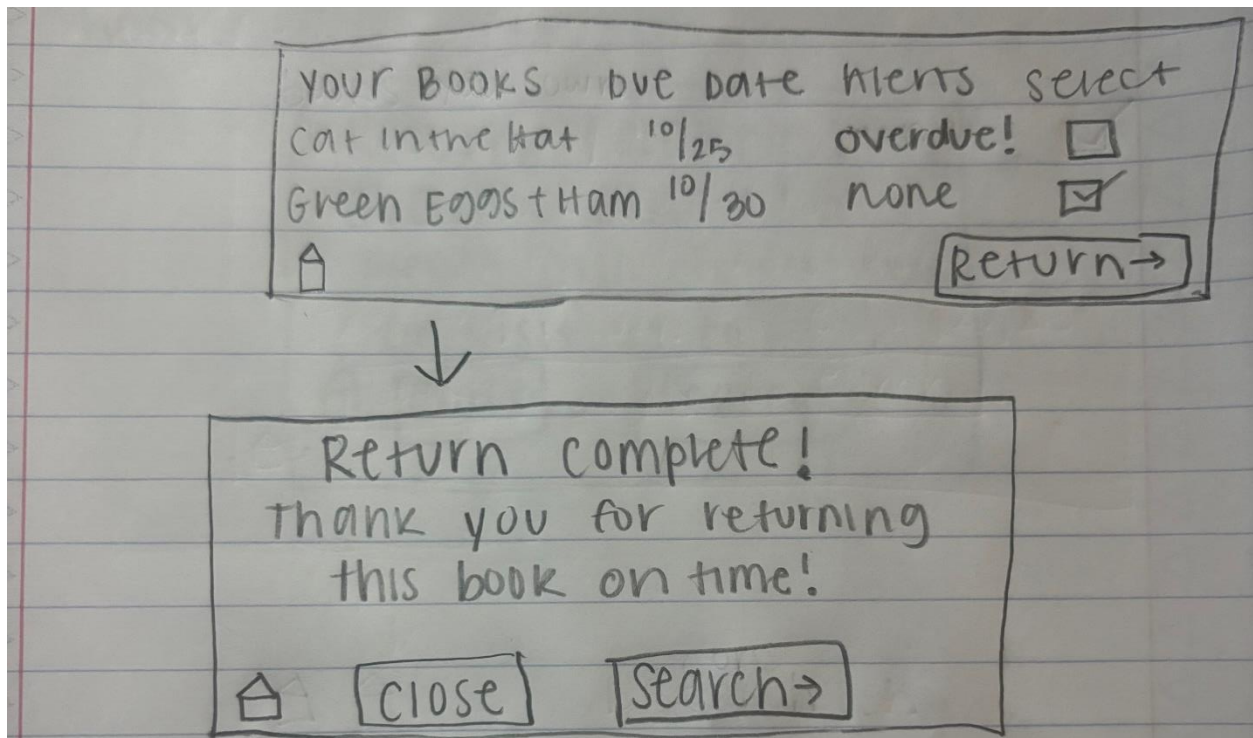 Your Books Due Date Alerts Select
Cat in the Hat 10/25 overdue!
Green Eggs + Ham 10/30 none
Return→
Return complete!
Thank you for returning
this book on time!
Close Search→